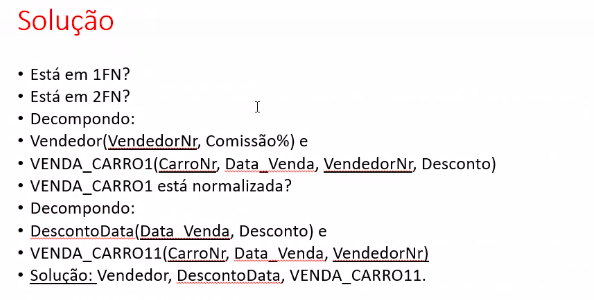 Solução
• Está em 1FN?
• Está em 2FN?
• Decompondo:
• Vendedor(VendedorNr, Comissão%) e
• VENDA_CARRO1(CarroNr, Data_Venda, VendedorNr, Desconto)
• VENDA_CARRO1 está normalizada?
• Decompondo:
• DescontoData(Data_Venda, Desconto) e
• VENDA_CARRO11(CarroNr, Data_Venda, VendedorNr)
• Solução: Vendedor, DescontoData, VENDA_CARRO11.